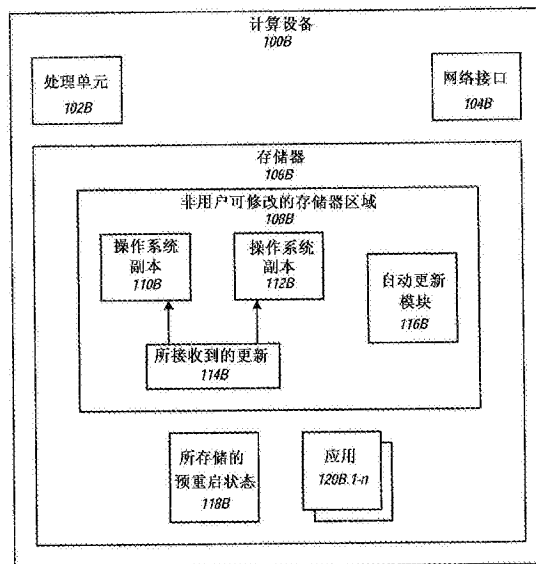 计算设备
100B
处理单元
102B
网络接口
104B
存储器
106B
非用户可修改的存储器区域
108B
操作系统
副本
110B
操作系统
副本
112B
自动更新
模块
116B
所接收到的更新
114B
所存储的
预重启状态
118B
应用
120B.1-n